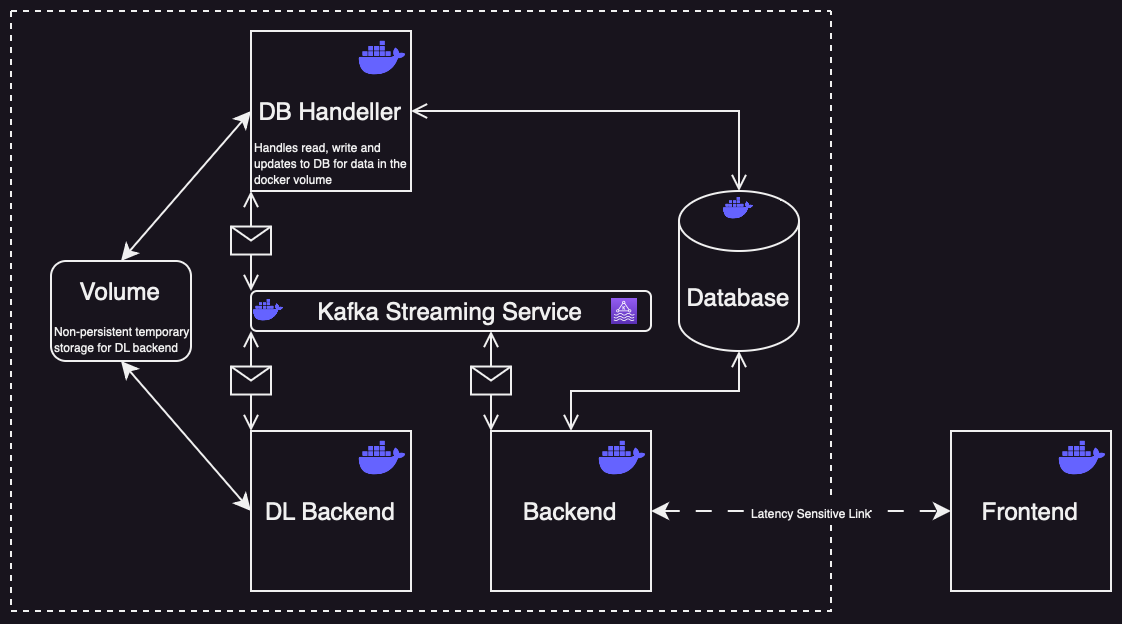 DB Handeller
Handles read, write and
updates to DB for data in the
docker volume
Volume
Non-persistent temporary
storage for DL backend
Kafka Streaming Service
Database
DL Backend
Backend
Latency Sensitive Link
Frontend